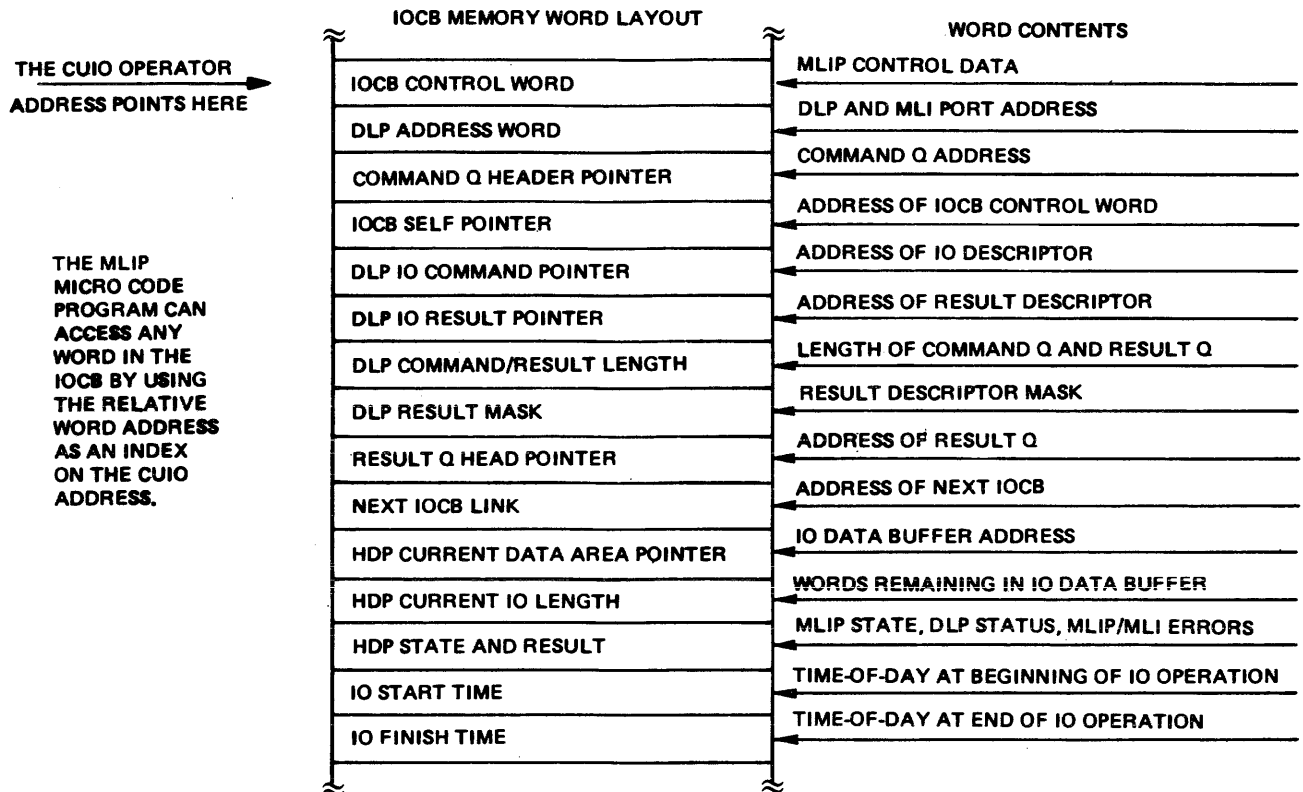 IOCB MEMORY WORD LAYOUT
WORD CONTENTS
THE CUIO OPERATOR
ADDRESS POINTS HERE
IOCB CONTROL WORD
MLIP CONTROL DATA
DLP ADDRESS WORD
DLP AND MLI PORT ADDRESS
COMMAND Q HEADER POINTER
COMMAND Q ADDRESS
IOCB SELF POINTER
ADDRESS OF IOCB CONTROL WORD
DLP IO COMMAND POINTER
ADDRESS OF IO DESCRIPTOR
DLP IO RESULT POINTER
ADDRESS OF RESULT DESCRIPTOR
DLP COMMAND/RESULT LENGTH
LENGTH OF COMMAND Q AND RESULT Q
DLP RESULT MASK
RESULT DESCRIPTOR MASK
RESULT Q HEAD POINTER
ADDRESS OF RESULT Q
NEXT IOCB LINK
ADDRESS OF NEXT IOCB
HDP CURRENT DATA AREA POINTER
IO DATA BUFFER ADDRESS
HDP CURRENT IO LENGTH
WORDS REMAINING IN IO DATA BUFFER
HDP STATE AND RESULT
MLIP STATE, DLP STATUS, MLIP/MLI ERRORS
IO START TIME
TIME-OF-DAY AT BEGINNING OF IO OPERATION
IO FINISH TIME
TIME-OF-DAY AT END OF IO OPERATION
THE MLIP
MICRO CODE
PROGRAM CAN
ACCESS ANY
WORD IN THE
IOCB BY USING
THE RELATIVE
WORD ADDRESS
AS AN INDEX
ON THE CUIO
ADDRESS.